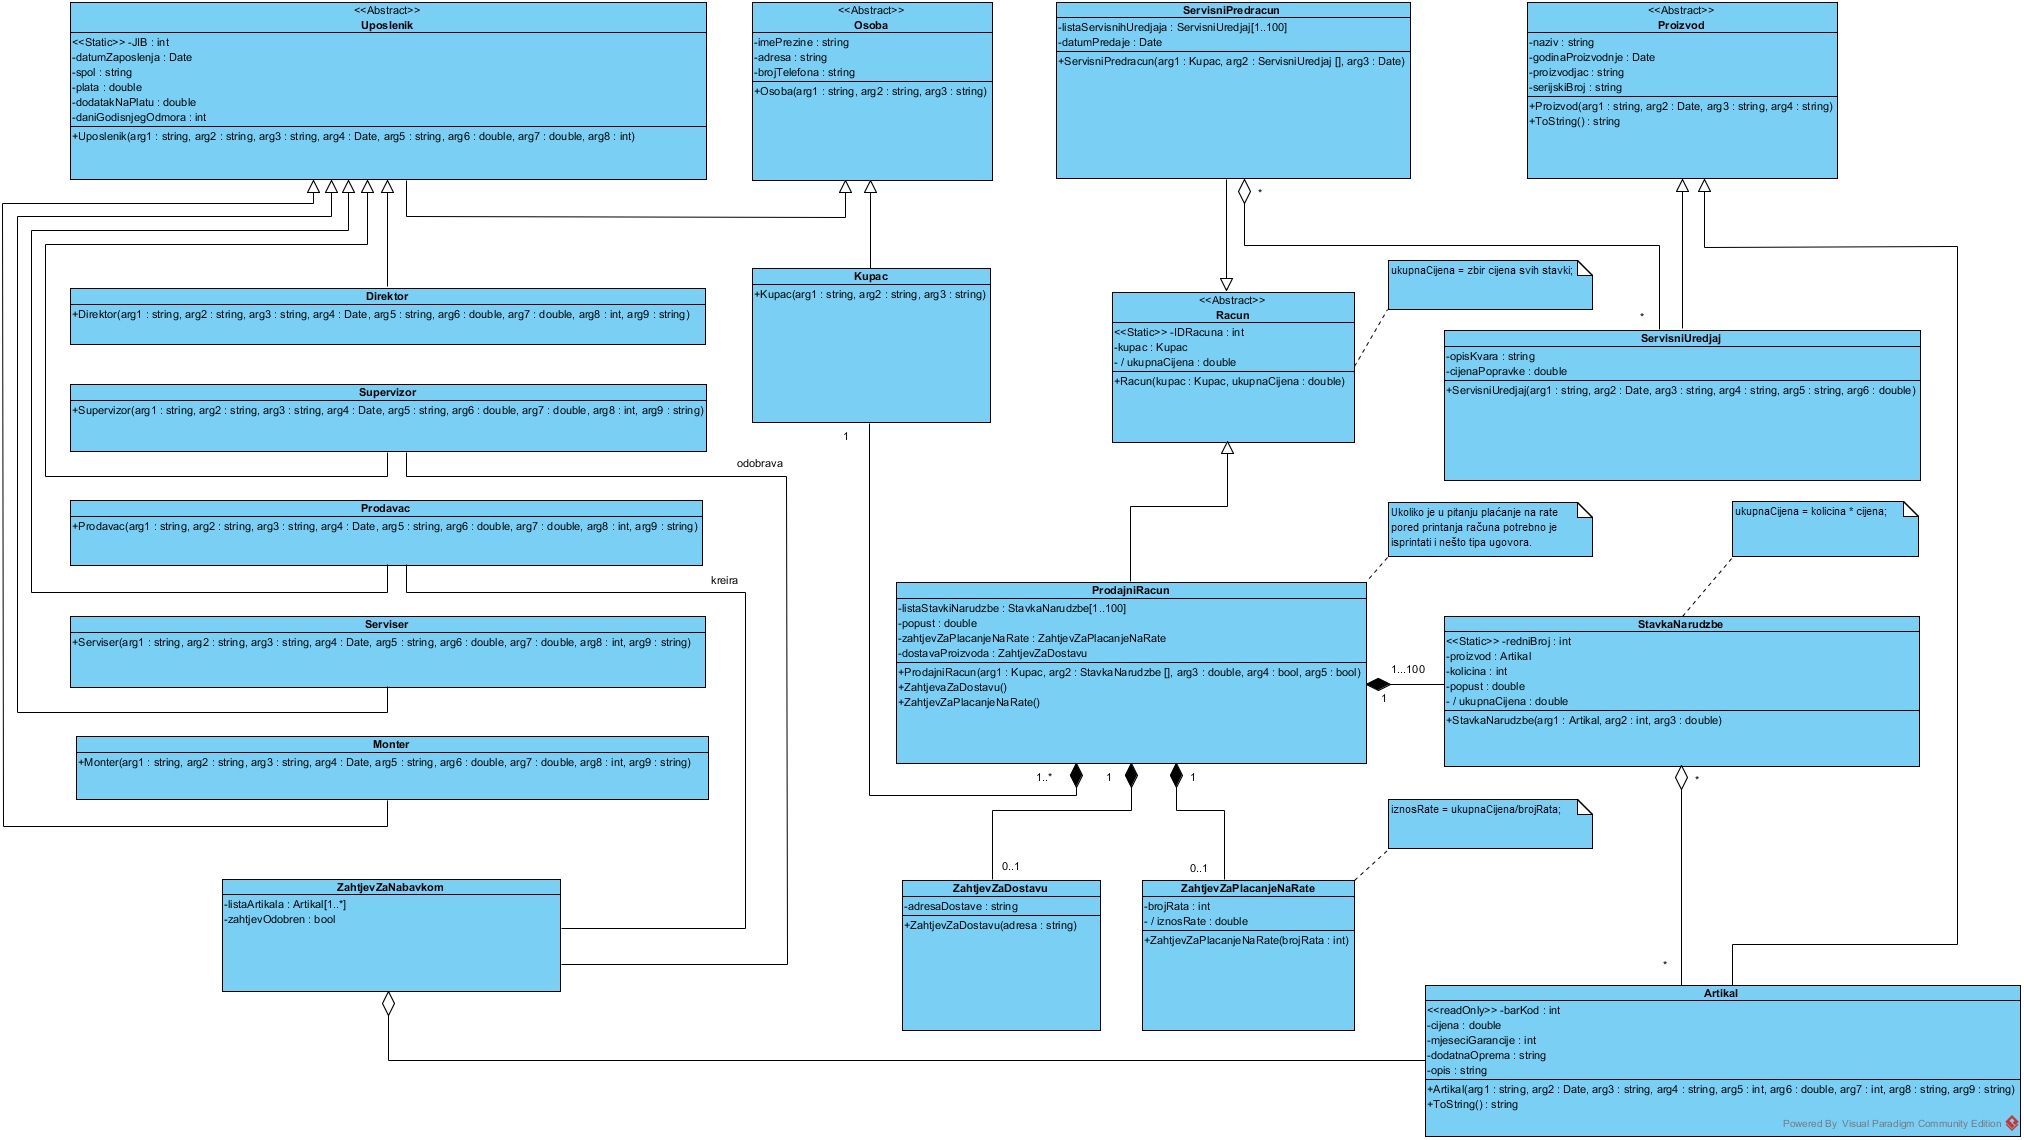 <<Abstract>>
Uposlenik
<<Static>> -JIB : int
-datumZaposlenja : Date
-spol : string
-plata : double
-dodatakNaPlatu : double
-daniGodisnjegOdmora : int
+Uposlenik(arg1 : string, arg2 : string, arg3 : string, arg4 : Date, arg5 : string, arg6 : double, arg7 : double, arg8 : int)
<<Abstract>>
Osoba
-imePrezine : string
-adresa : string
-brojTelefona : string
+Osoba(arg1 : string, arg2 : string, arg3 : string)
ServisniPredracun
-listaServisnihUredjaja : ServisniUredjaj[1..100]
-datumPredaje : Date
+ServisniPredracun(arg1 : Kupac, arg2 : ServisniUredjaj [], arg3 : Date)
<<Abstract>>
Proizvod
-naziv : string
-godinaProizvodnje : Date
-proizvodjac : string
-serijskiBroj : string
+Proizvod(arg1 : string, arg2 : Date, arg3 : string, arg4 : string)
+ToString() : string
*
*
Direktor
+Direktor(arg1 : string, arg2 : string, arg3 : string, arg4 : Date, arg5 : string, arg6 : double, arg7 : double, arg8 : int, arg9 : string)
Kupac
+Kupac(arg1 : string, arg2 : string, arg3 : string)
1
<<Abstract>>
Racun
<<Static>> -IDRacuna : int
-kupac : Kupac
- / ukupnaCijena : double
+Racun(kupac : Kupac, ukupnaCijena : double)
ukupnaCijena = zbir cijena svih stavki;
ServisniUredjaj
-opisKvara : string
-cijenaPopravke : double
+ServisniUredjaj(arg1 : string, arg2 : Date, arg3 : string, arg4 : string, arg5 : string, arg6 : double)
Supervizor
+Supervizor(arg1 : string, arg2 : string, arg3 : string, arg4 : Date, arg5 : string, arg6 : double, arg7 : double, arg8 : int, arg9 : string)
odobrava
Prodavac
+Prodavac(arg1 : string, arg2 : string, arg3 : string, arg4 : Date, arg5 : string, arg6 : double, arg7 : double, arg8 : int, arg9 : string)
kreira
Serviser
+Serviser(arg1 : string, arg2 : string, arg3 : string, arg4 : Date, arg5 : string, arg6 : double, arg7 : double, arg8 : int, arg9 : string)
Monter
+Monter(arg1 : string, arg2 : string, arg3 : string, arg4 : Date, arg5 : string, arg6 : double, arg7 : double, arg8 : int, arg9 : string)
Ukoliko je u pitanju plaćanje na rate
pored printanja računa potrebno je
isprintati i nešto tipa ugovora.
ukupnaCijena = kolicina * cijena;
ProdajniRacun
-listaStavkiNarudzbe : StavkaNarudzbe[1..100]
-popust : double
-zahtjevZaPlacanjeNaRate : ZahtjevZaPlacanjeNaRate
-dostavaProizvoda : ZahtjevZaDostavu
+ProdajniRacun(arg1 : Kupac, arg2 : StavkaNarudzbe [], arg3 : double, arg4 : bool, arg5 : bool)
+ZahtjevaZaDostavu()
+ZahtjevZaPlacanjeNaRate()
1...100
1
StavkaNarudzbe
<<Static>> -redniBroj : int
-proizvod : Artikal
-kolicina : int
-popust : double
- / ukupnaCijena : double
+StavkaNarudzbe(arg1 : Artikal, arg2 : int, arg3 : double)
1..*
1
1
*
iznosRate = ukupnaCijena/brojRata;
0..1
0..1
ZahtjevZaNabavkom
-listaArtikala : Artikal[1..*]
-zahtjevOdobren : bool
ZahtjevZaDostavu
-adresaDostave : string
+ZahtjevZaDostavu(adresa : string)
ZahtjevZaPlacanjeNaRate
-brojRata : int
- / iznosRate : double
+ZahtjevZaPlacanjeNaRate(brojRata : int)
*
Artikal
<<readOnly>> -barKod : int
-cijena : double
-mjeseciGarancije : int
-dodatnaOprema : string
-opis : string
+Artikal(arg1 : string, arg2 : Date, arg3 : string, arg4 : string, arg5 : int, arg6 : double, arg7 : int, arg8 : string, arg9 : string)
+ToString() : string
Powered By Visual Paradigm Community Edition